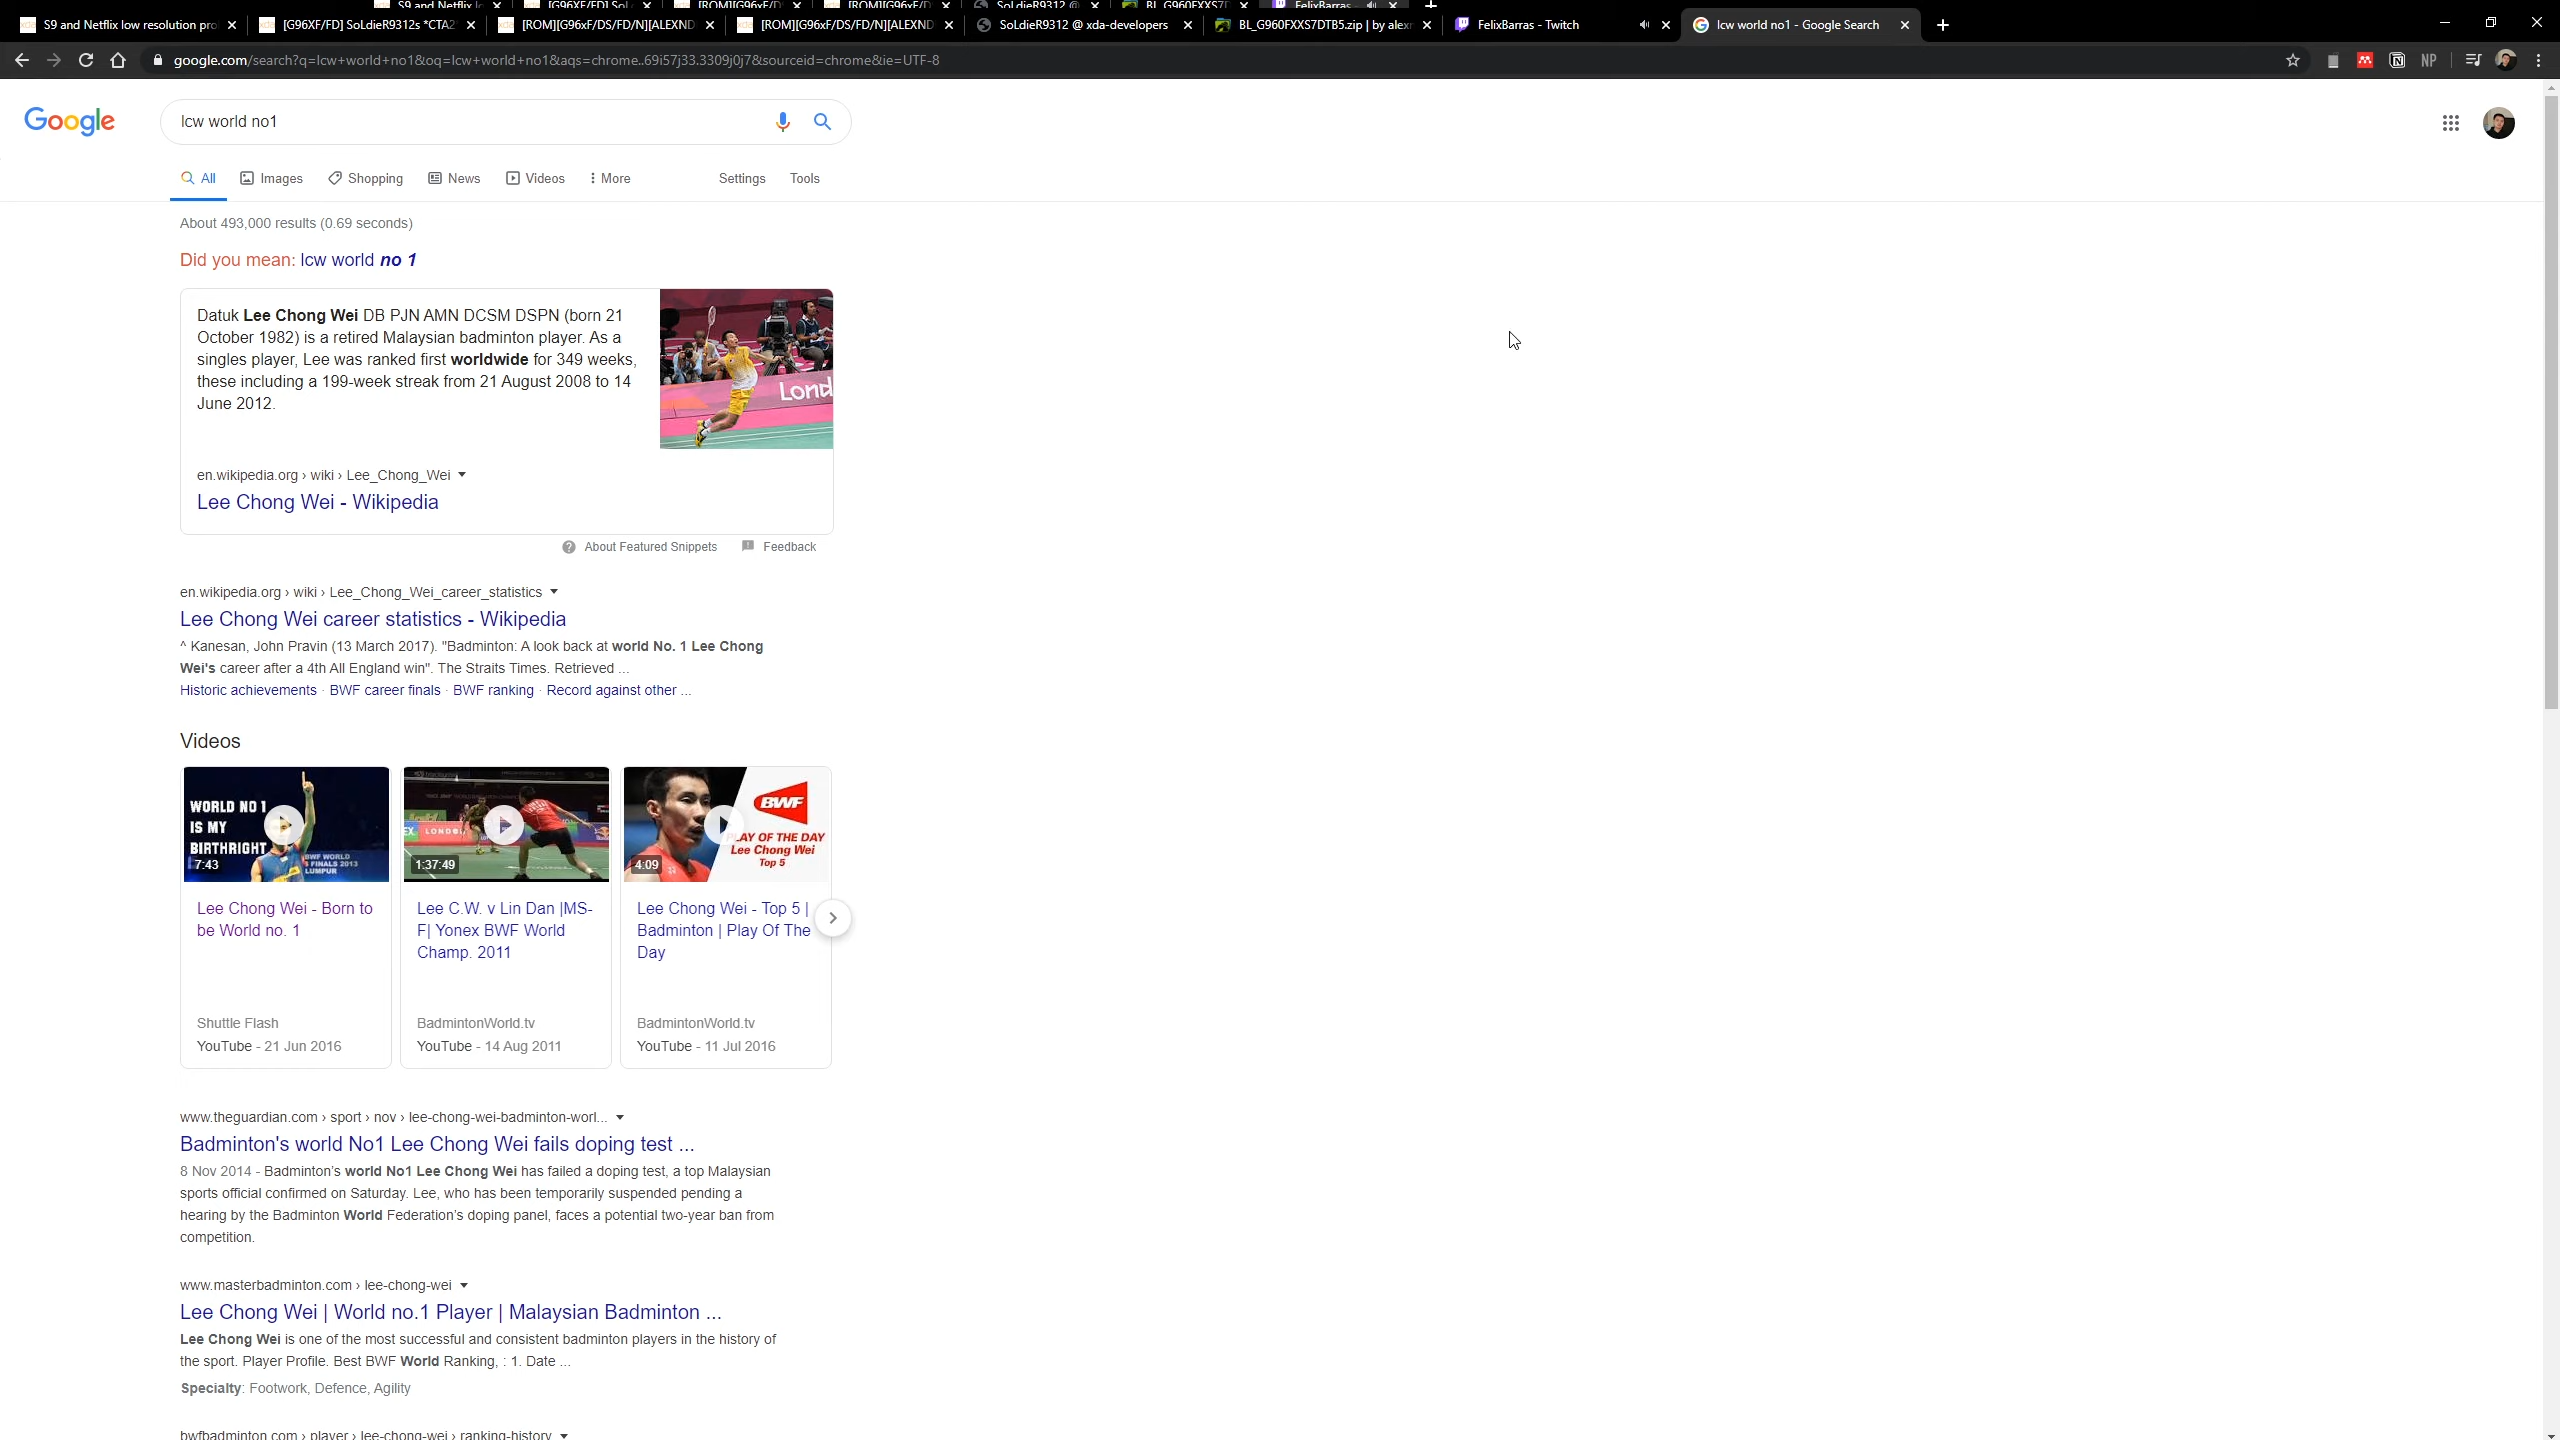 S9 and Netflix low resolution pro
[G96XF/FD] SoLdieR9312s *CTA2
[ROM][G96xF/DS/FD/N][ALEXND
[ROM][G96xF/DS/FD/N][ALEXND
SoLdieR9312 @ xda-developers
BL_G960FXXS7DTB5.zip | by alexr
FelixBarras - Twitch
lcw world no1 - Google Search
google.com/search?q=lcw+world+no1&oq=lcw+world+no1&aqs=chrome..69i57j33.3309j0j7&sourceid=chrome&ie=UTF-8
NP
Google
lcw world no1
All Images Shopping News Videos More Settings Tools
About 493,000 results (0.69 seconds)
Did you mean: lcw world no 1
Datuk Lee Chong Wei DB PJN AMN DCSM DSPN (born 21
October 1982) is a retired Malaysian badminton player. As a
singles player, Lee was ranked first worldwide for 349 weeks,
these including a 199-week streak from 21 August 2008 to 14
June 2012.
Lond
en.wikipedia.org › wiki › Lee_Chong_Wei
Lee Chong Wei - Wikipedia
About Featured Snippets Feedback
en.wikipedia.org › wiki › Lee_Chong_Wei_career_statistics
Lee Chong Wei career statistics - Wikipedia
^ Kanesan, John Pravin (13 March 2017). "Badminton: A look back at world No. 1 Lee Chong
Wei's career after a 4th All England win". The Straits Times. Retrieved ...
Historic achievements · BWF career finals · BWF ranking · Record against other ...
Videos
WORLD NO 1
IS MY
BIRTHRIGHT
BWF WORLD
FINALS 2013
LUMPUR
7:43
Lee Chong Wei - Born to
be World no. 1
Shuttle Flash
YouTube - 21 Jun 2016
LONDON
1:37:49
Lee C.W. v Lin Dan |MS-
F| Yonex BWF World
Champ. 2011
BadmintonWorld.tv
YouTube - 14 Aug 2011
BWF
PLAY OF THE DAY
Lee Chong Wei
Top 5
4:09
Lee Chong Wei - Top 5 |
Badminton | Play Of The
Day
BadmintonWorld.tv
YouTube - 11 Jul 2016
www.theguardian.com › sport › nov › lee-chong-wei-badminton-worl...
Badminton's world No1 Lee Chong Wei fails doping test ...
8 Nov 2014 - Badminton's world No1 Lee Chong Wei has failed a doping test, a top Malaysian
sports official confirmed on Saturday. Lee, who has been temporarily suspended pending a
hearing by the Badminton World Federation's doping panel, faces a potential two-year ban from
competition.
www.masterbadminton.com › lee-chong-wei
Lee Chong Wei | World no.1 Player | Malaysian Badminton ...
Lee Chong Wei is one of the most successful and consistent badminton players in the history of
the sport. Player Profile. Best BWF World Ranking, : 1. Date ...
Specialty: Footwork, Defence, Agility
bwfbadminton.com › player › lee-chong-wei › ranking-history